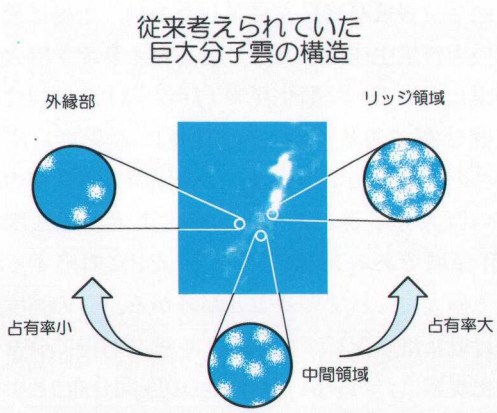 従来考えられていた
巨大分子雲の構造
外縁部
リッジ領域
占有率小
占有率大
中間領域